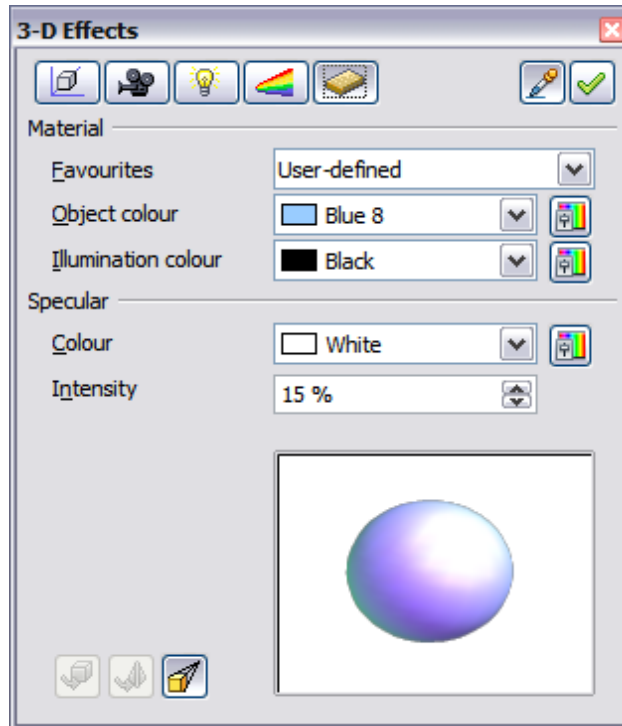 3-D Effects
Material
Favourites User-defined
Object colour Blue 8
Illumination colour Black
Specular
Colour White
Intensity 15 %